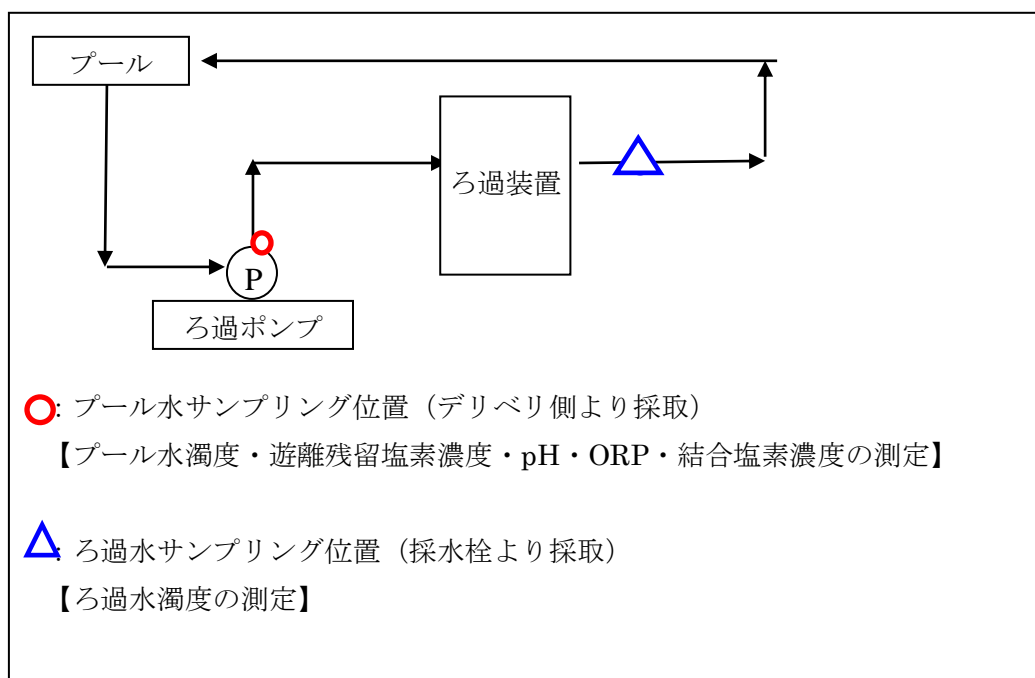 プール
ろ過装置
P
ろ過ポンプ
: プール水サンプリング位置（デリベリ側より採取）
【プール水濁度・遊離残留塩素濃度・pH・ORP・結合塩素濃度の測定】
: ろ過水サンプリング位置（採水栓より採取）
【ろ過水濁度の測定】